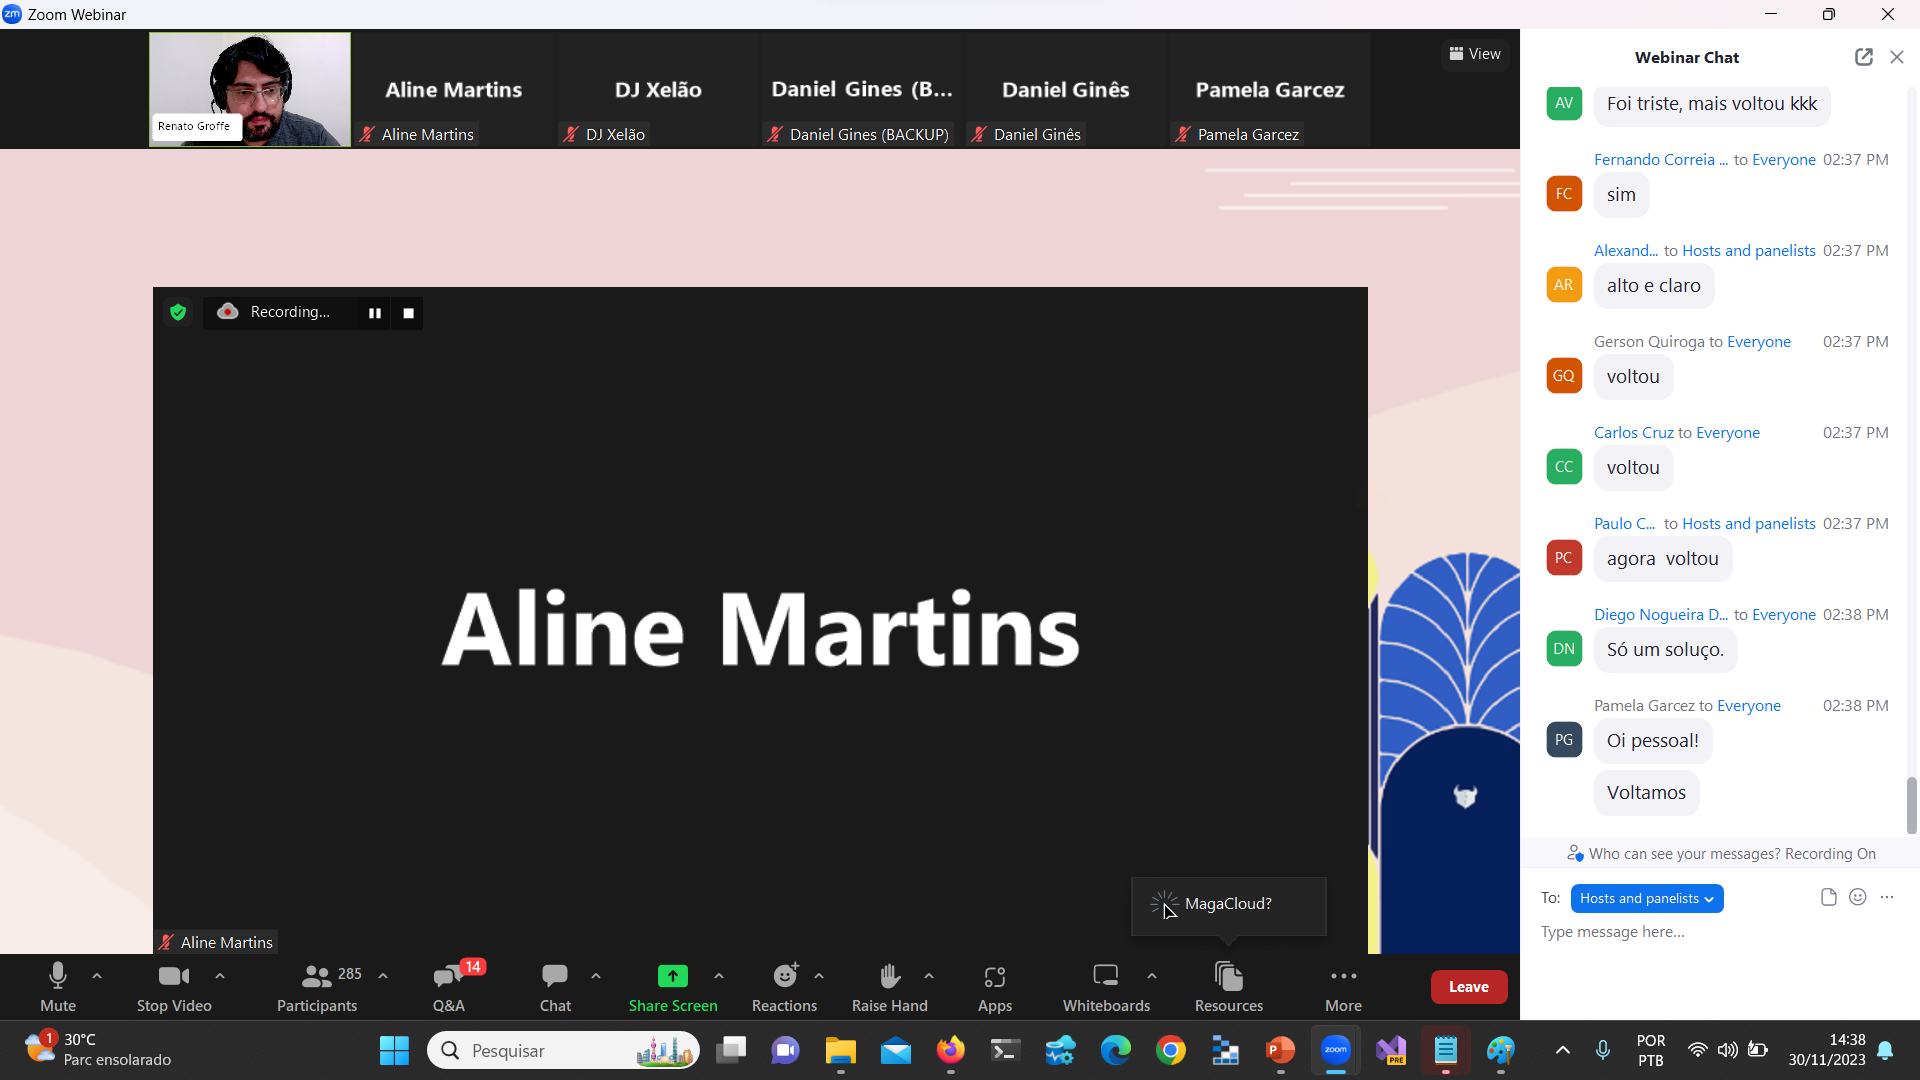 zm Zoom Webinar
Renato Groffe
Aline Martins
Aline Martins
DJ Xelão
DJ Xelão
Daniel Gines (B...
Daniel Gines (BACKUP)
Daniel Ginês
Daniel Ginês
Pamela Garcez
Pamela Garcez
View
Recording...
Aline Martins
Aline Martins
MagaCloud?
Webinar Chat
AV
Foi triste, mais voltou kkk
Fernando Correia ... to Everyone 02:37 PM
FC
sim
Alexand... to Hosts and panelists 02:37 PM
AR
alto e claro
Gerson Quiroga to Everyone 02:37 PM
GQ
voltou
Carlos Cruz to Everyone 02:37 PM
CC
voltou
Paulo C... to Hosts and panelists 02:37 PM
PC
agora voltou
Diego Nogueira D... to Everyone 02:38 PM
DN
Só um soluço.
Pamela Garcez to Everyone 02:38 PM
PG
Oi pessoal!
Voltamos
Who can see your messages? Recording On
To: Hosts and panelists
Type message here...
Mute
Stop Video
285
Participants
14
Q&A
Chat
Share Screen
Reactions
Raise Hand
Apps
Whiteboards
Resources
More
Leave
1
30°C
Parc ensolarado
Pesquisar
PRE
zoom
POR
PTB
14:38
30/11/2023